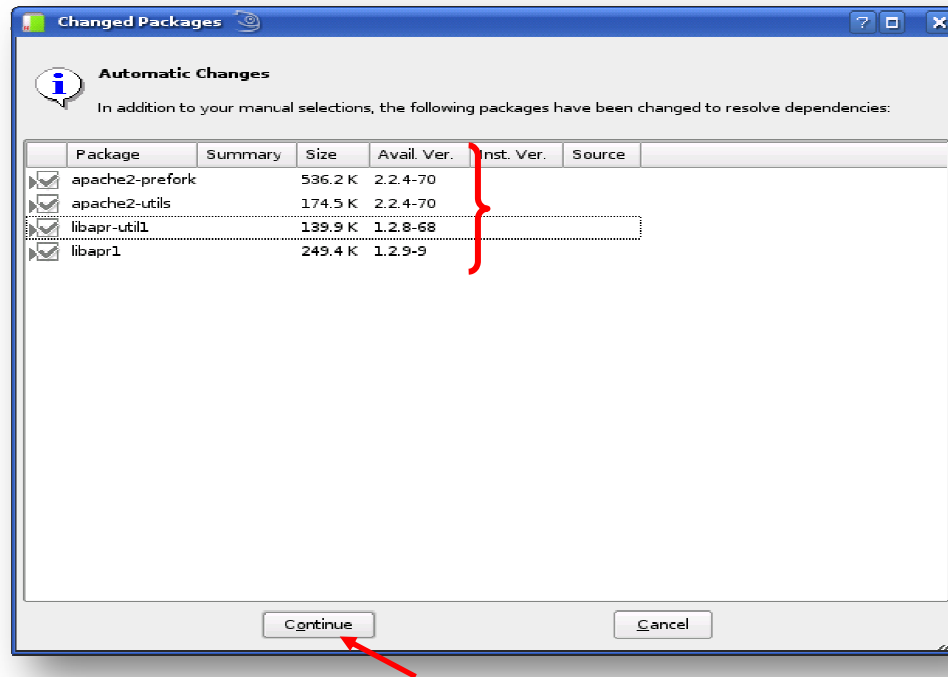 Changed Packages
Automatic Changes
In addition to your manual selections, the following packages have been changed to resolve dependencies:
Package Summary Size Avail. Ver. Inst. Ver. Source
apache2-prefork 536.2 K 2.2.4-70
apache2-utils 174.5 K 2.2.4-70
libapr-util1 139.9 K 1.2.8-68
libapr1 249.4 K 1.2.9-9
Continue Cancel